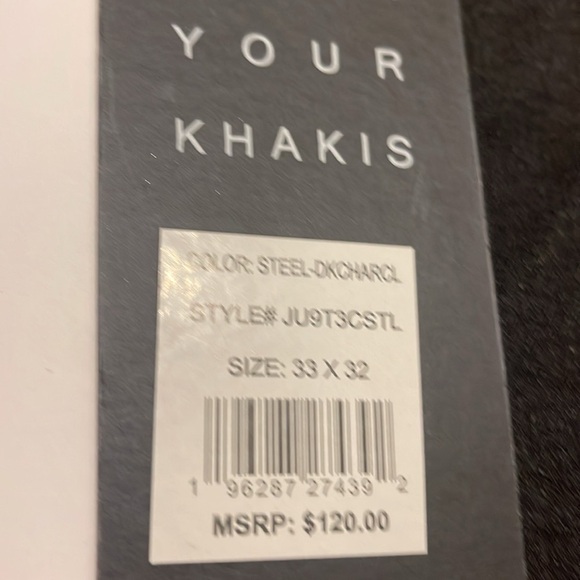 YOUR
KHAKIS
COLOR: STEEL-DKCHARCL
STYLE# JU9T3CSTL
SIZE: 33 X 32
1 96287 27439 2
MSRP: $120.00